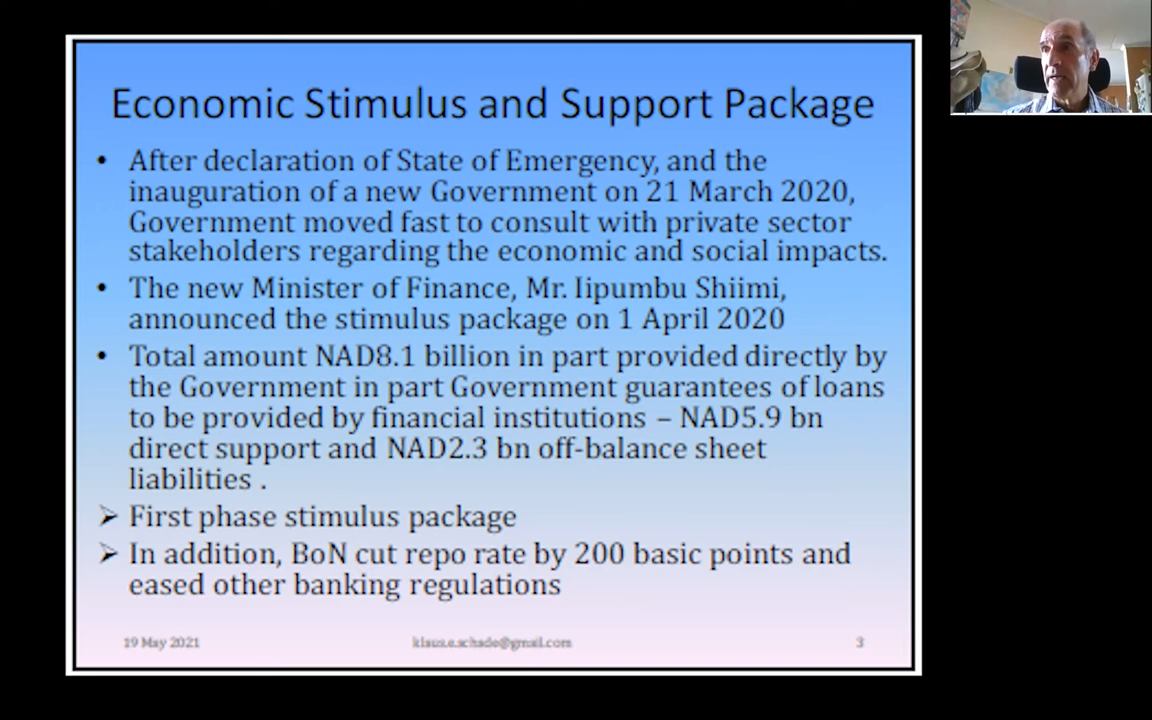 Economic Stimulus and Support Package
• After declaration of State of Emergency, and the
inauguration of a new Government on 21 March 2020,
Government moved fast to consult with private sector
stakeholders regarding the economic and social impacts.
• The new Minister of Finance, Mr. Iipumbu Shiimi,
announced the stimulus package on 1 April 2020
• Total amount NAD8.1 billion in part provided directly by
the Government in part Government guarantees of loans
to be provided by financial institutions – NAD5.9 bn
direct support and NAD2.3 bn off-balance sheet
liabilities .
➢ First phase stimulus package
➢ In addition, BoN cut repo rate by 200 basic points and
eased other banking regulations
19 May 2021
klaus.e.schade@gmail.com
3